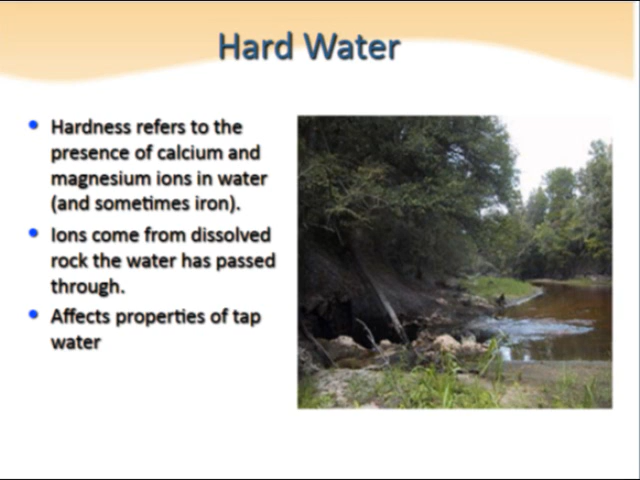 Hard Water
• Hardness refers to the
presence of calcium and
magnesium ions in water
(and sometimes iron).
• Ions come from dissolved
rock the water has passed
through.
• Affects properties of tap
water